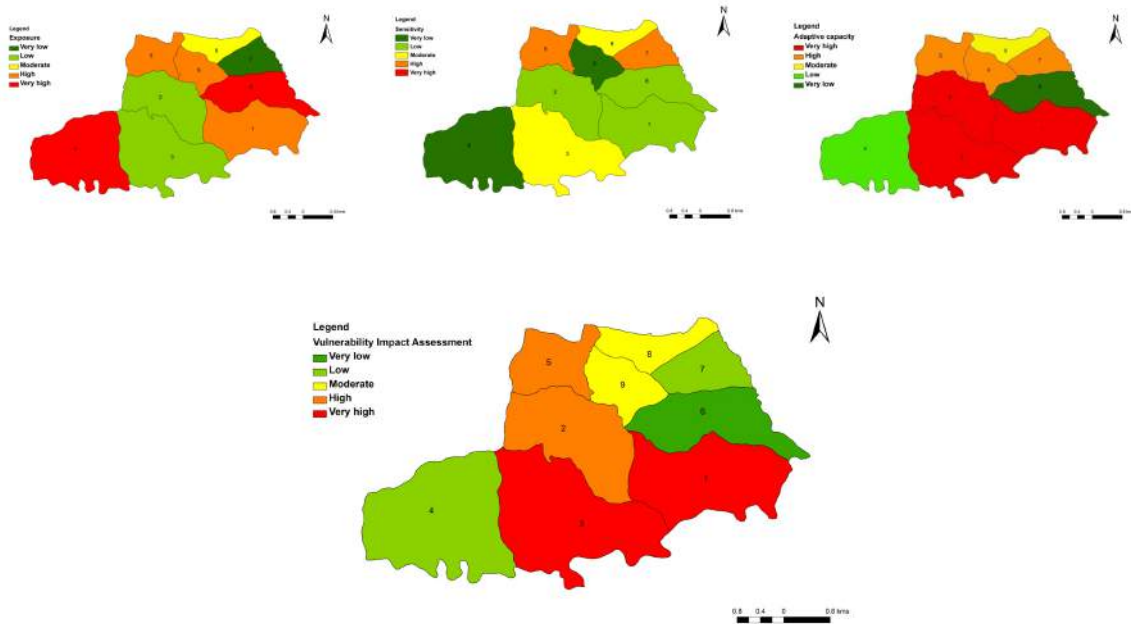 Legend
Exposure
Very low
Low
Moderate
High
Very high
N
Legend
Sensitivity
Very low
Low
Moderate
High
Very high
N
Legend
Adaptive capacity
Very high
High
Moderate
Low
Very low
N
Legend
Vulnerability Impact Assessment
Very low
Low
Moderate
High
Very high
N
5
8
7
9
6
2
1
4
3
0.8 0.4 0 0.8 kms